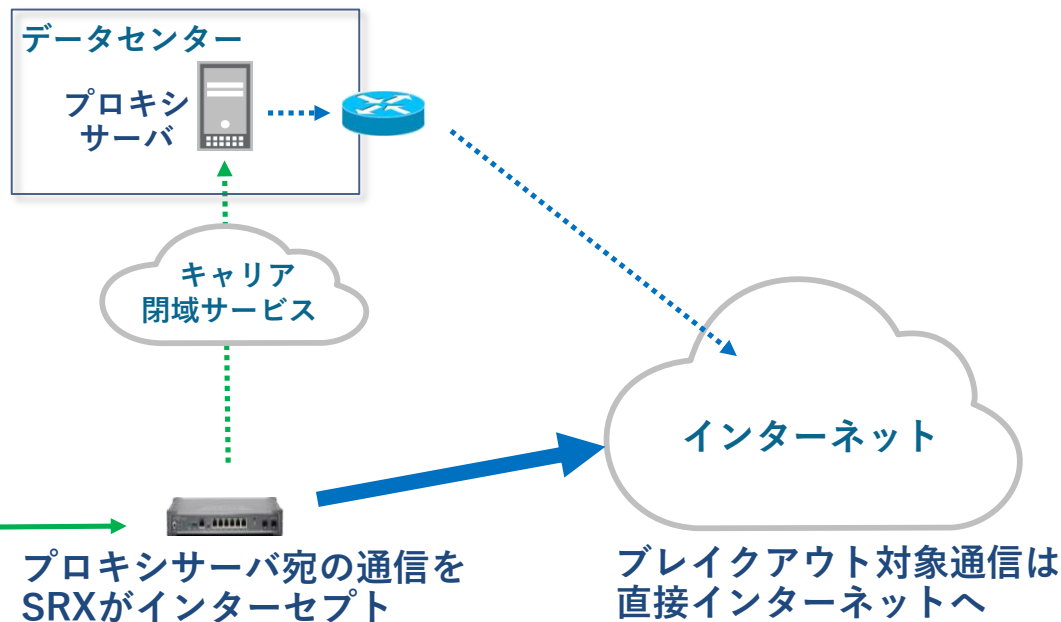 データセンター
プロキシ
サーバ
キャリア
閉域サービス
インターネット
プロキシサーバ宛の通信を
SRXがインターセプト
ブレイクアウト対象通信は
直接インターネットへ